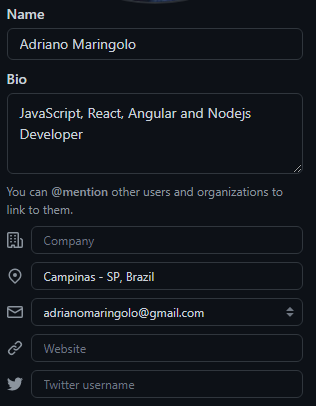 Name
Adriano Maringolo
Bio
JavaScript, React, Angular and Nodejs
Developer
You can @mention other users and organizations to
link to them.
Company
Campinas - SP, Brazil
adrianomaringolo@gmail.com
Website
Twitter username